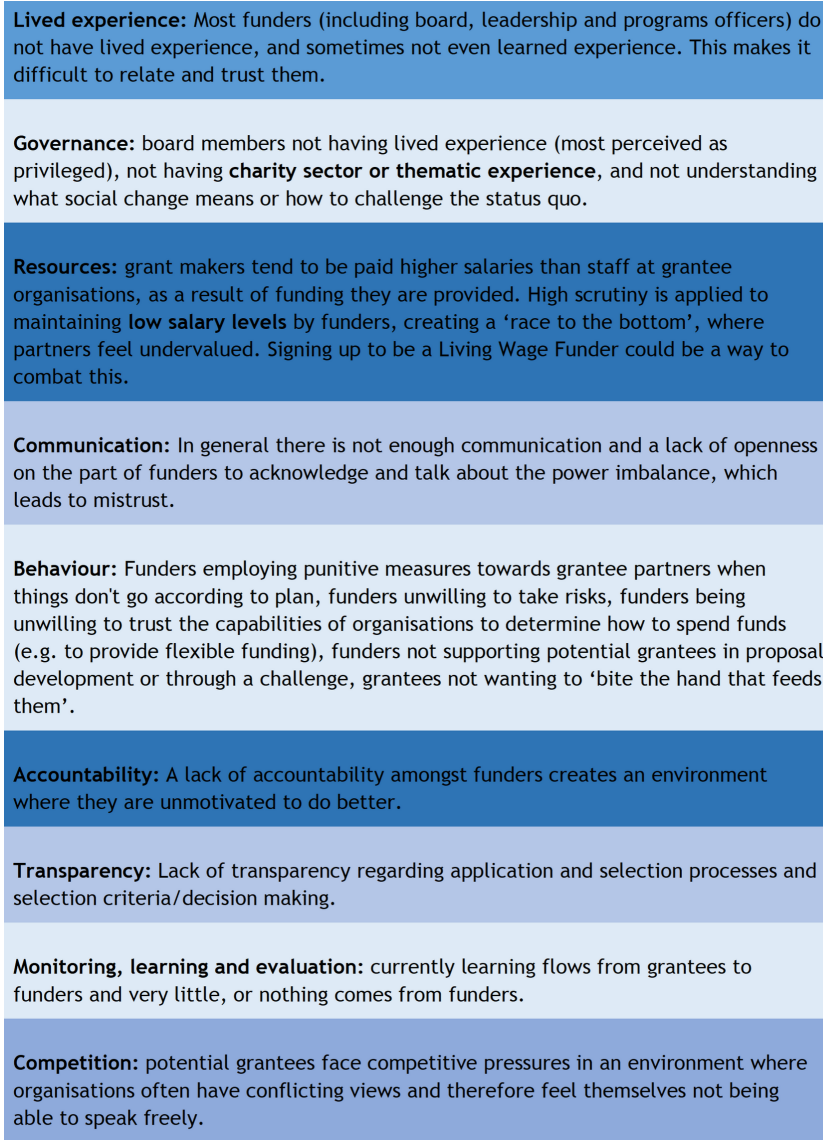 Lived experience: Most funders (including board, leadership and programs officers) do
not have lived experience, and sometimes not even learned experience. This makes it
difficult to relate and trust them.
Governance: board members not having lived experience (most perceived as
privileged), not having charity sector or thematic experience, and not understanding
what social change means or how to challenge the status quo.
Resources: grant makers tend to be paid higher salaries than staff at grantee
organisations, as a result of funding they are provided. High scrutiny is applied to
maintaining low salary levels by funders, creating a ‘race to the bottom’, where
partners feel undervalued. Signing up to be a Living Wage Funder could be a way to
combat this.
Communication: In general there is not enough communication and a lack of openness
on the part of funders to acknowledge and talk about the power imbalance, which
leads to mistrust.
Behaviour: Funders employing punitive measures towards grantee partners when
things don't go according to plan, funders unwilling to take risks, funders being
unwilling to trust the capabilities of organisations to determine how to spend funds
(e.g. to provide flexible funding), funders not supporting potential grantees in proposal
development or through a challenge, grantees not wanting to ‘bite the hand that feeds
them’.
Accountability: A lack of accountability amongst funders creates an environment
where they are unmotivated to do better.
Transparency: Lack of transparency regarding application and selection processes and
selection criteria/decision making.
Monitoring, learning and evaluation: currently learning flows from grantees to
funders and very little, or nothing comes from funders.
Competition: potential grantees face competitive pressures in an environment where
organisations often have conflicting views and therefore feel themselves not being
able to speak freely.